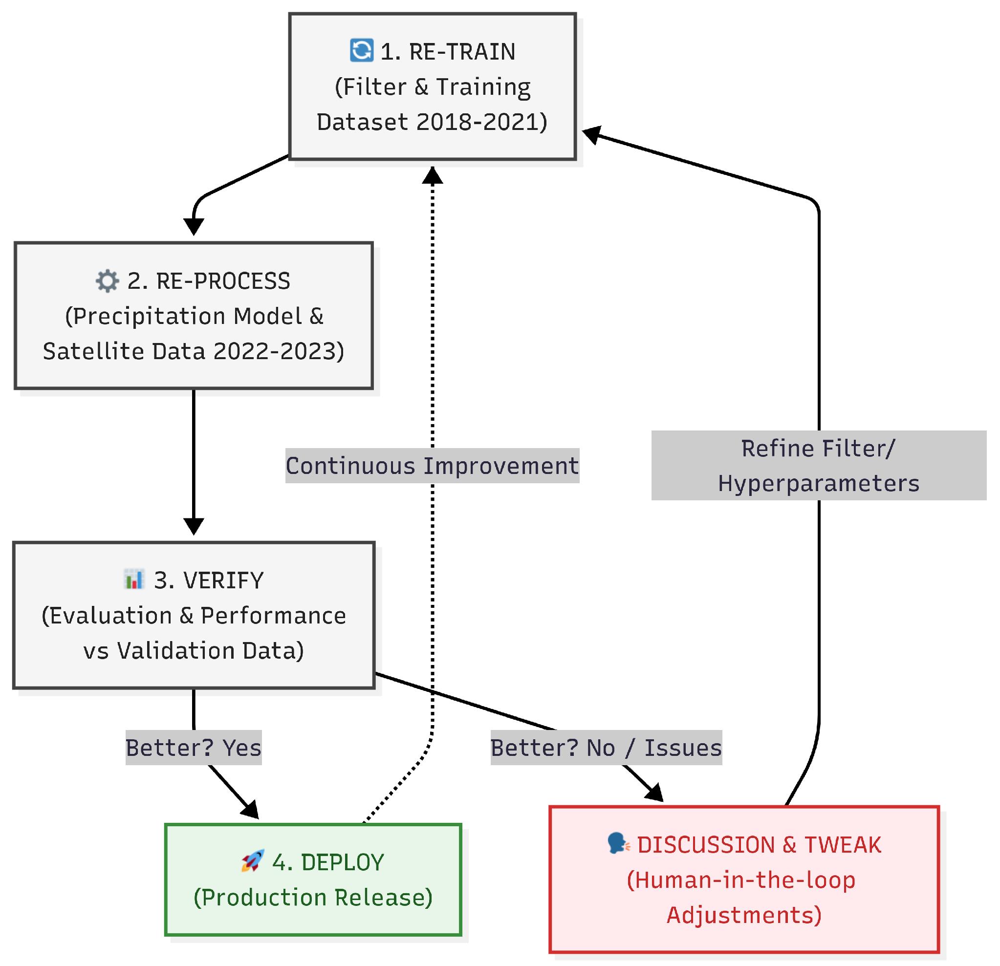 1. RE-TRAIN
(Filter & Training
Dataset 2018-2021)
2. RE-PROCESS
(Precipitation Model &
Satellite Data 2022-2023)
Continuous Improvement
Refine Filter/
Hyperparameters
3. VERIFY
(Evaluation & Performance
vs Validation Data)
Better? Yes
Better? No / Issues
4. DEPLOY
(Production Release)
DISCUSSION & TWEAK
(Human-in-the-loop
Adjustments)